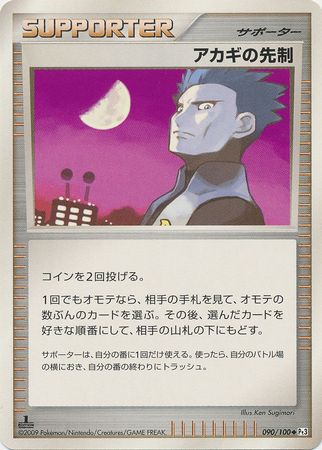 SUPPORTER
サポーター
アカギの先制
コインを2回投げる。
1回でもオモテなら、相手の手札を見て、オモテの
数ぶんのカードを選ぶ。その後、選んだカードを
好きな順番にして、相手の山札の下にもどす。
サポーターは、自分の番に1回だけ使える。使ったら、自分のバトル場
の横におき、自分の番の終わりにトラッシュ。
Illus. Ken Sugimori
1
©2009 Pokémon/Nintendo/Creatures/GAME FREAK.
090/100